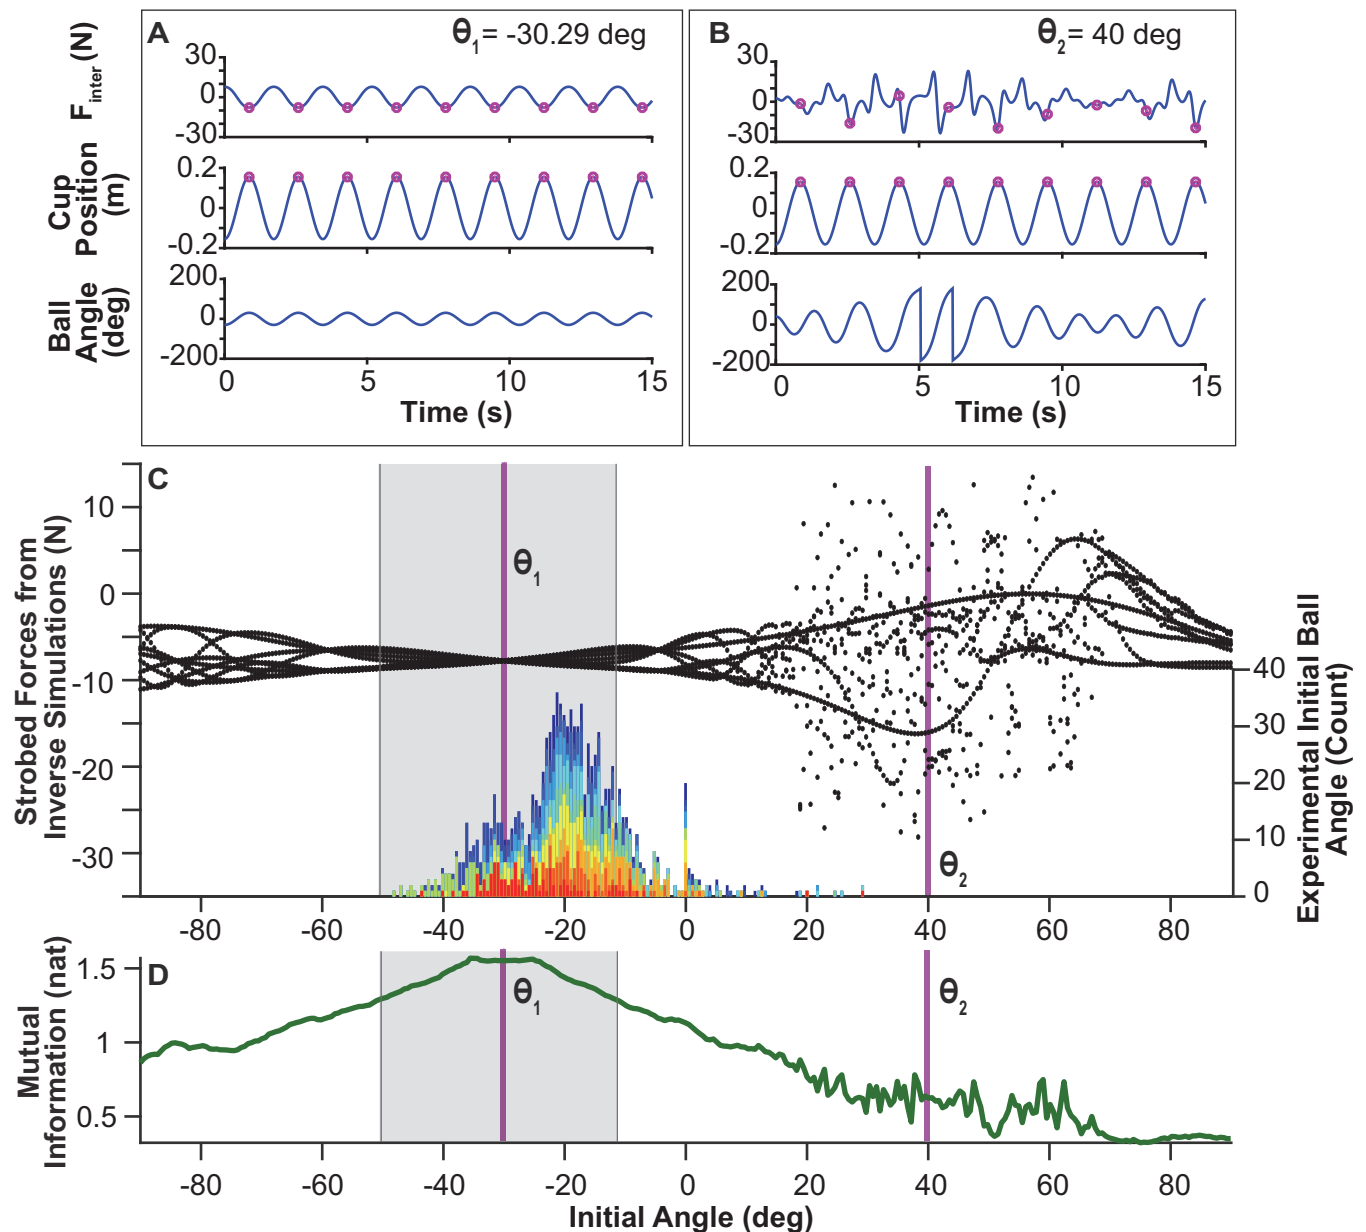 A
θ1= -30.29 deg
F inter (N)
30
0
-30
Cup
Position
(m)
0.2
0
-0.2
Ball
Angle
(deg)
200
0
-200
0 5 10 15
Time (s)
B
θ2= 40 deg
30
0
-30
0.2
0
-0.2
200
0
-200
0 5 10 15
Time (s)
C
Strobed Forces from
Inverse Simulations (N)
10
0
-10
-20
-30
θ1
θ2
40
30
20
10
0
Experimental Initial Ball
Angle (Count)
-80 -60 -40 -20 0 20 40 60 80
D
Mutual
Information (nat)
1.5
1
0.5
θ1
θ2
-80 -60 -40 -20 0 20 40 60 80
Initial Angle (deg)